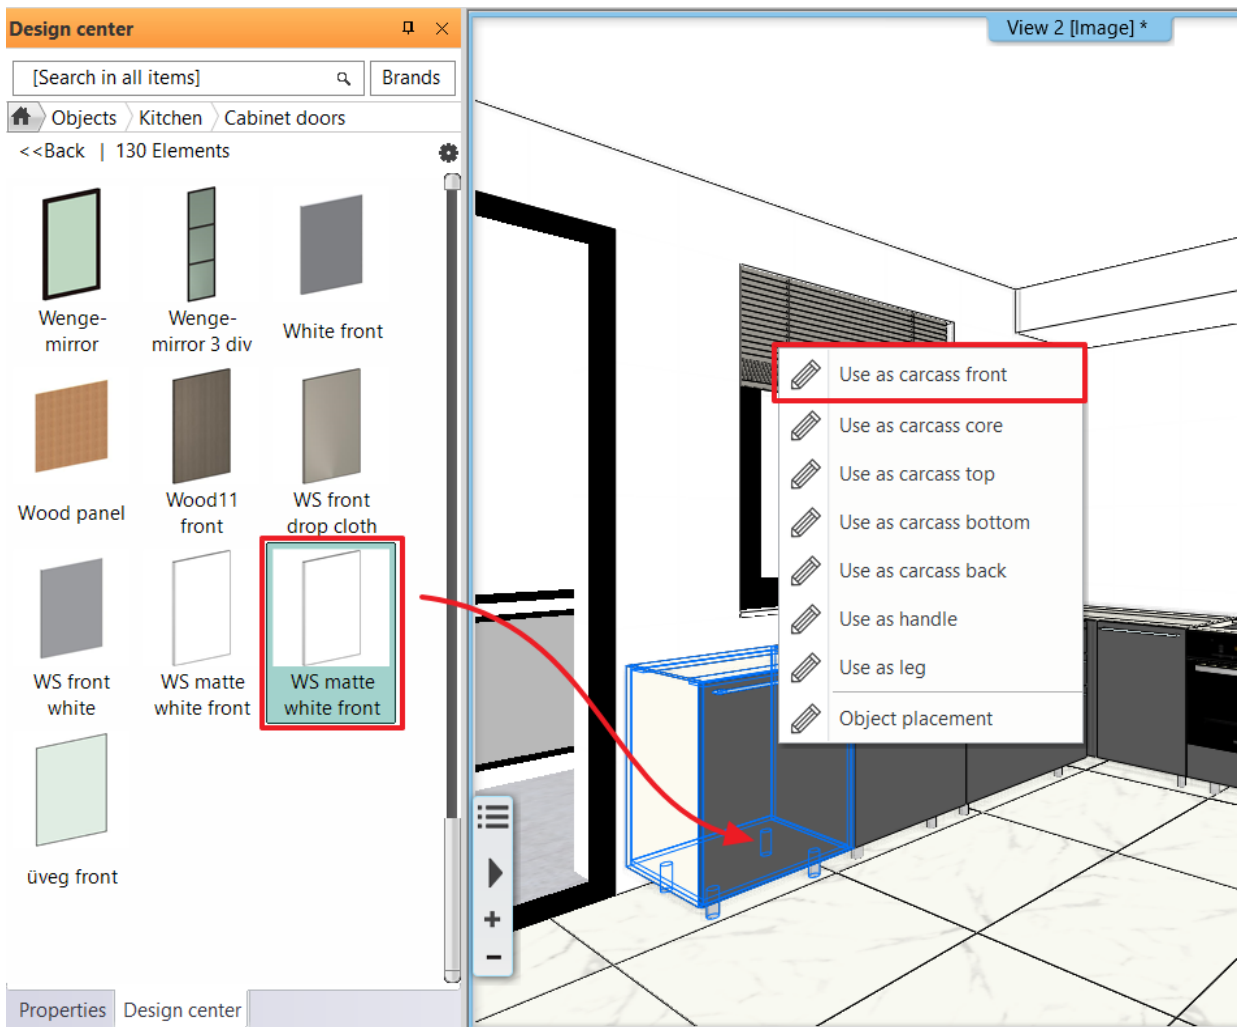 Design center
View 2 [Image] *
[Search in all items]
Brands
Objects
Kitchen
Cabinet doors
<<Back | 130 Elements
Wenge-
mirror
Wenge-
mirror 3 div
White front
Wood panel
Wood11
front
WS front
drop cloth
WS front
white
WS matte
white front
WS matte
white front
üveg front
Use as carcass front
Use as carcass core
Use as carcass top
Use as carcass bottom
Use as carcass back
Use as handle
Use as leg
Object placement
Properties
Design center